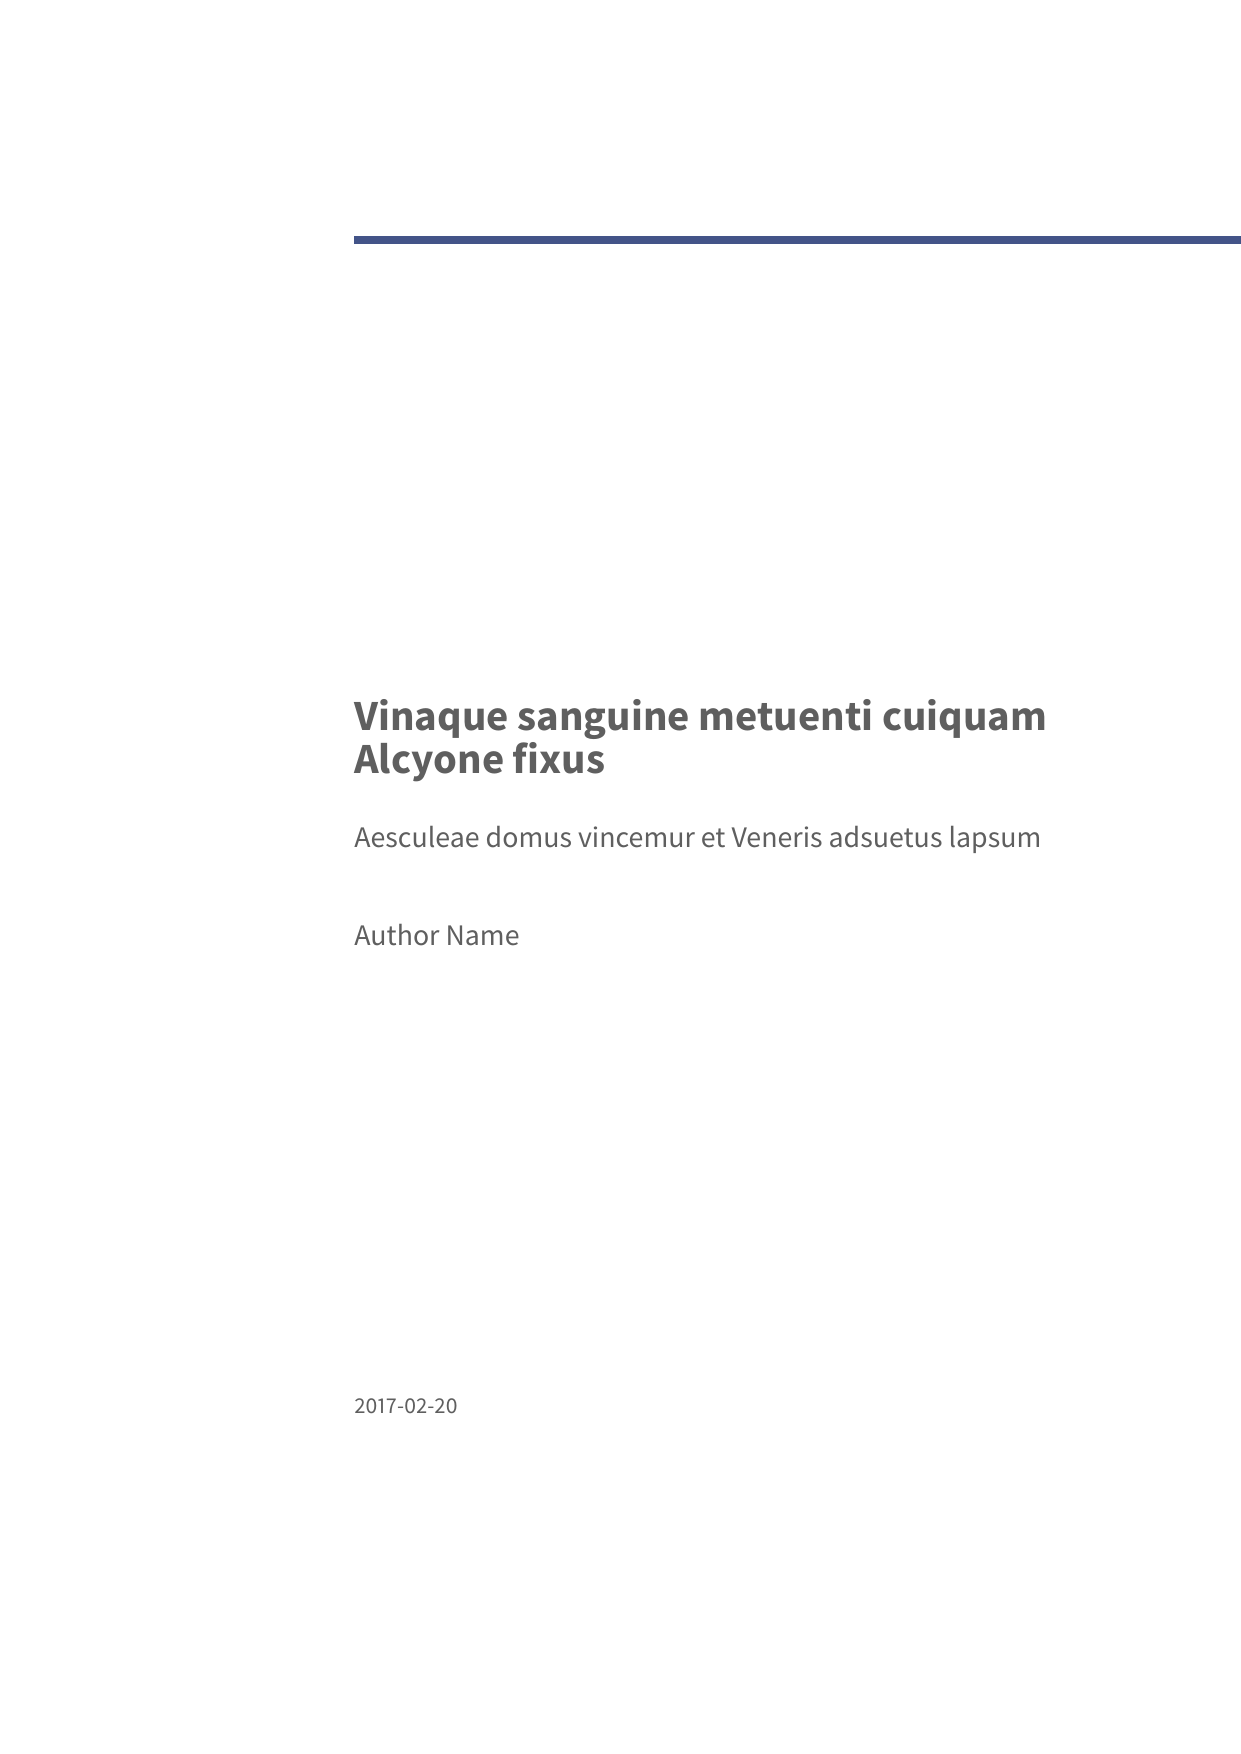 Vinaque sanguine metuenti cuiquam
Alcyone fixus
Aesculeae domus vincemur et Veneris adsuetus lapsum
Author Name
2017-02-20